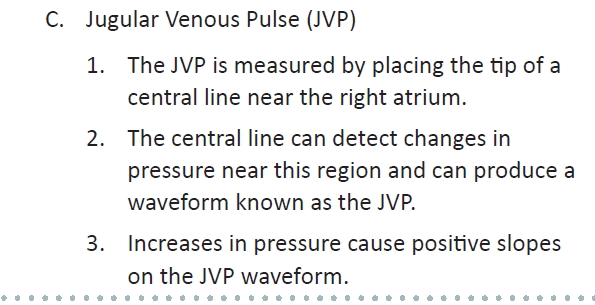 C. Jugular Venous Pulse (JVP)
1. The JVP is measured by placing the tip of a
central line near the right atrium.
2. The central line can detect changes in
pressure near this region and can produce a
waveform known as the JVP.
3. Increases in pressure cause positive slopes
on the JVP waveform.